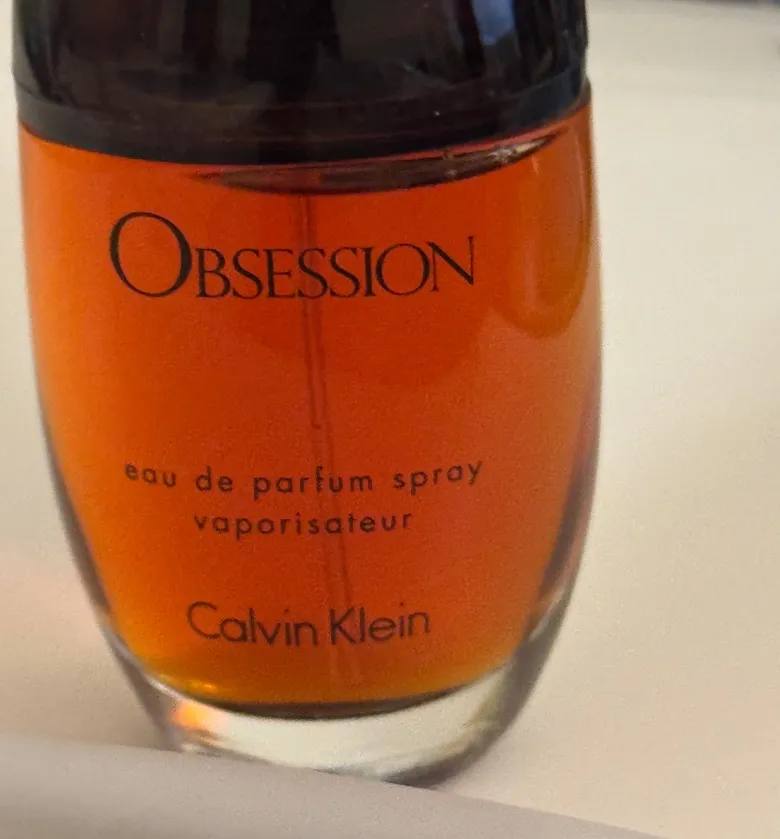 OBSESSION
eau de parfum spray
vaporisateur
Calvin Klein